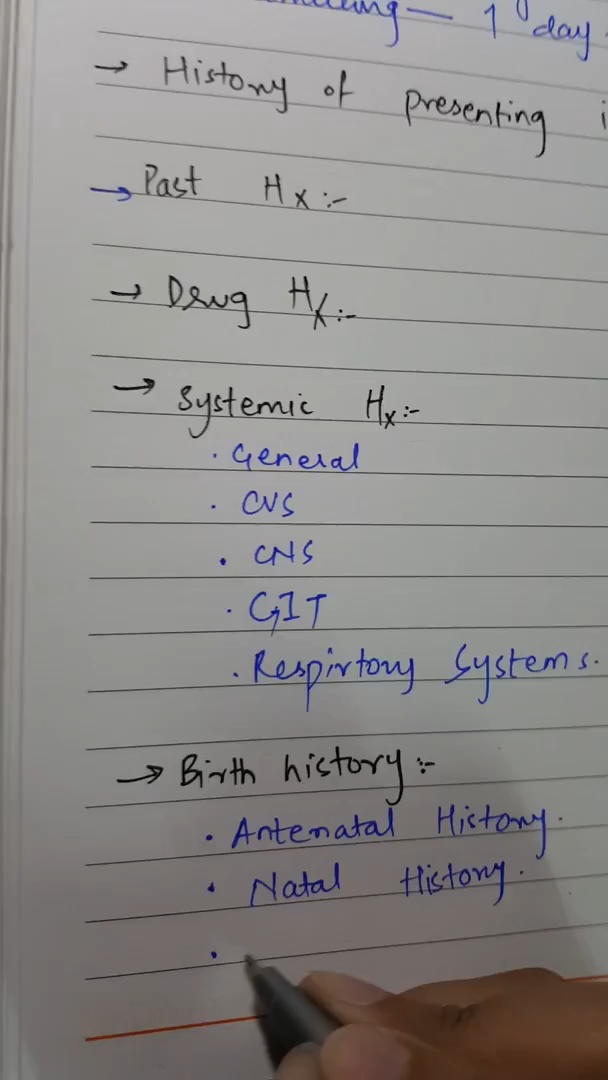 — 1 day
→ History of presenting
→ Past Hx:-
→ Drug Hx:-
→ Systemic Hx:-
. General
. CVS
. CNS
. GIT
. Respirtory Systems.
→ Birth history:-
. Antenatal History.
. Natal History.
.